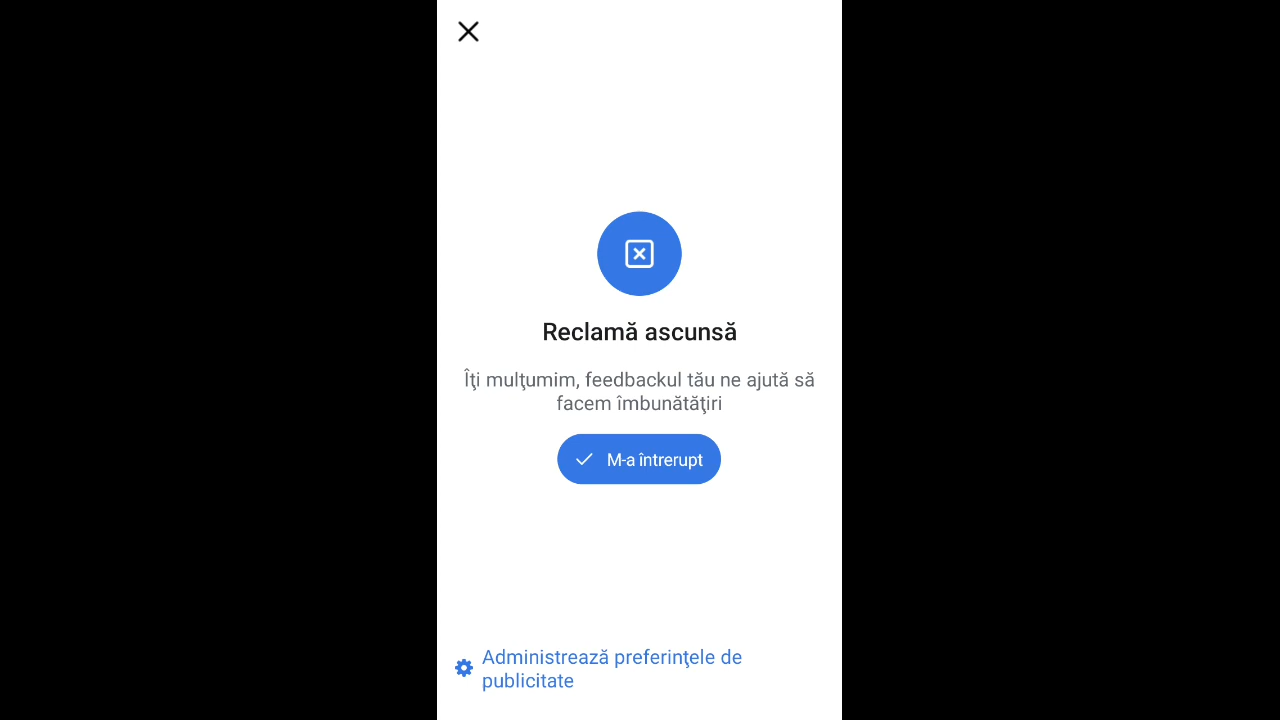 Reclamă ascunsă
Îţi mulţumim, feedbackul tău ne ajută să
facem îmbunătăţiri
M-a întrerupt
Administrează preferinţele de
publicitate